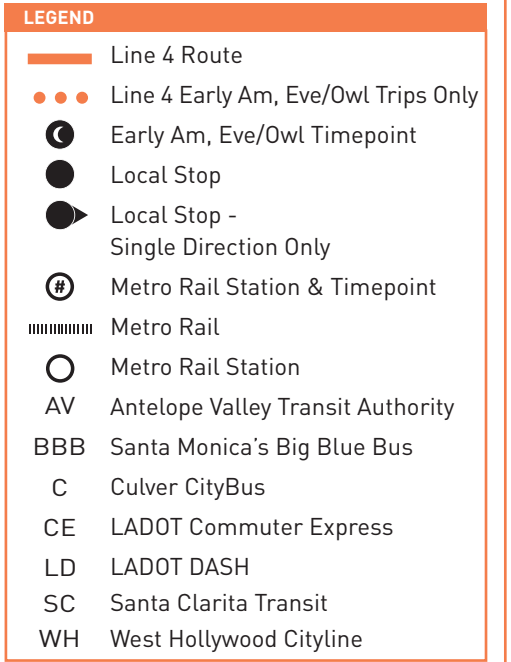 LEGEND
Line 4 Route
Line 4 Early Am, Eve/Owl Trips Only
Early Am, Eve/Owl Timepoint
Local Stop
Local Stop -
Single Direction Only
# Metro Rail Station & Timepoint
Metro Rail
Metro Rail Station
AV Antelope Valley Transit Authority
BBB Santa Monica's Big Blue Bus
C Culver CityBus
CE LADOT Commuter Express
LD LADOT DASH
SC Santa Clarita Transit
WH West Hollywood Cityline